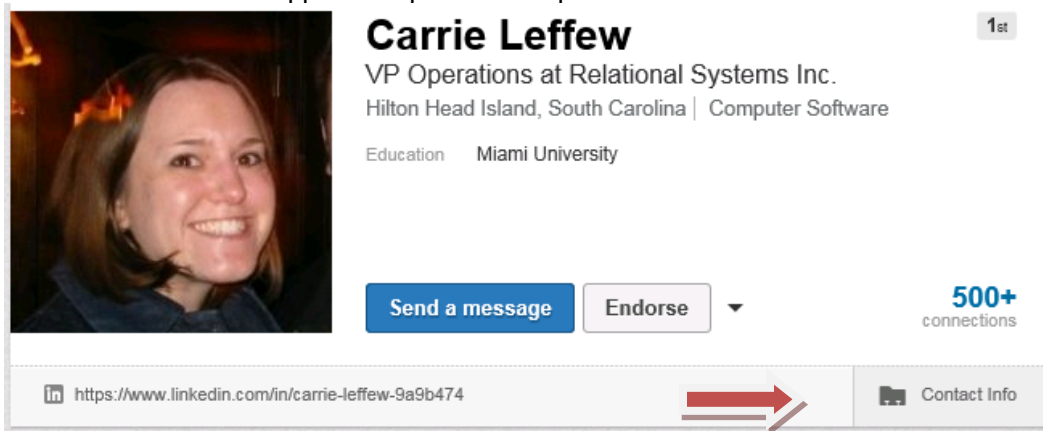 Carrie Leffew
1st
VP Operations at Relational Systems Inc.
Hilton Head Island, South Carolina | Computer Software
Education Miami University
Send a message Endorse
500+
connections
in https://www.linkedin.com/in/carrie-leffew-9a9b474
Contact Info